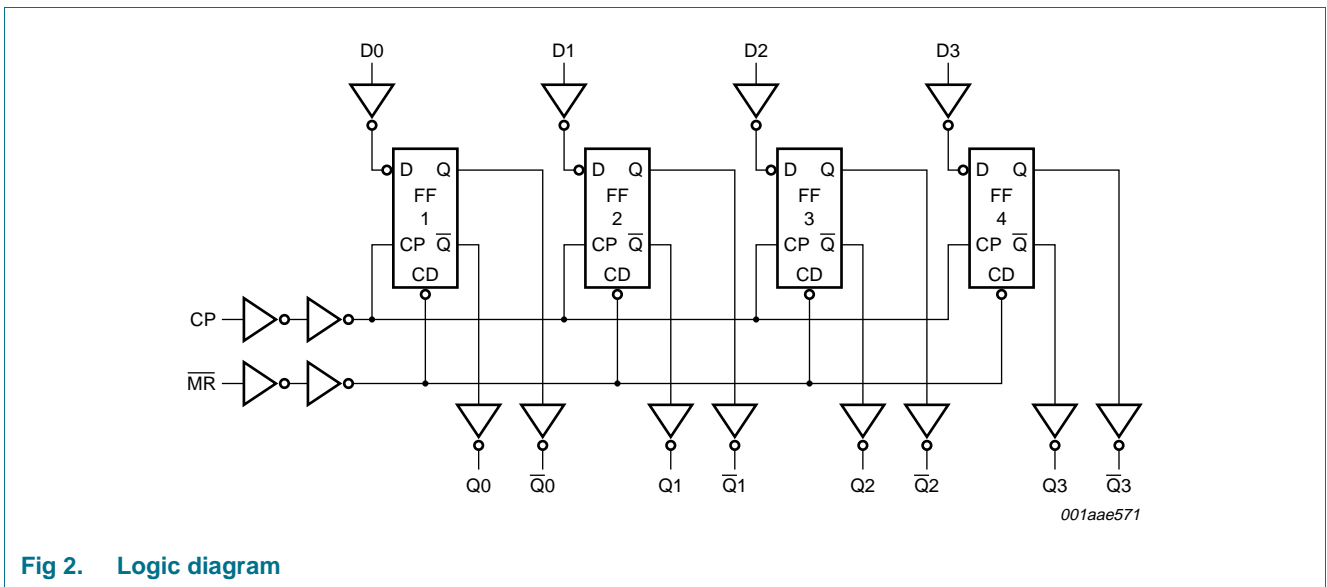 D0 D1 D2 D3
D Q D Q D Q D Q
FF FF FF FF
1 2 3 4
CP Q̅ CP Q̅ CP Q̅ CP Q̅
CD CD CD CD
CP
M̅R̅
Q0 Q̅0 Q1 Q̅1 Q2 Q̅2 Q3 Q̅3
001aae571
Fig 2. Logic diagram